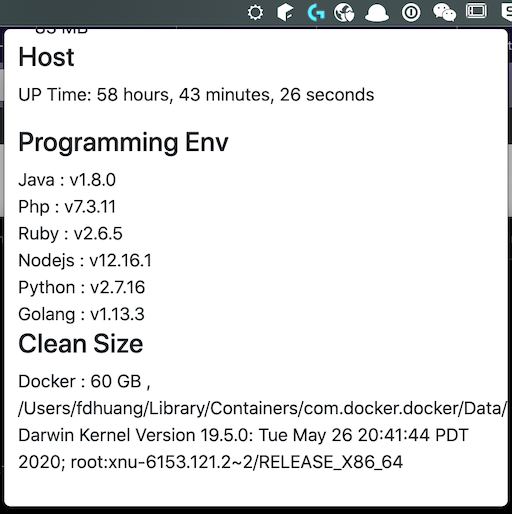 85 MB
Host
UP Time: 58 hours, 43 minutes, 26 seconds
Programming Env
Java : v1.8.0
Php : v7.3.11
Ruby : v2.6.5
Nodejs : v12.16.1
Python : v2.7.16
Golang : v1.13.3
Clean Size
Docker : 60 GB ,
/Users/fdhuang/Library/Containers/com.docker.docker/Data/
Darwin Kernel Version 19.5.0: Tue May 26 20:41:44 PDT
2020; root:xnu-6153.121.2~2/RELEASE_X86_64